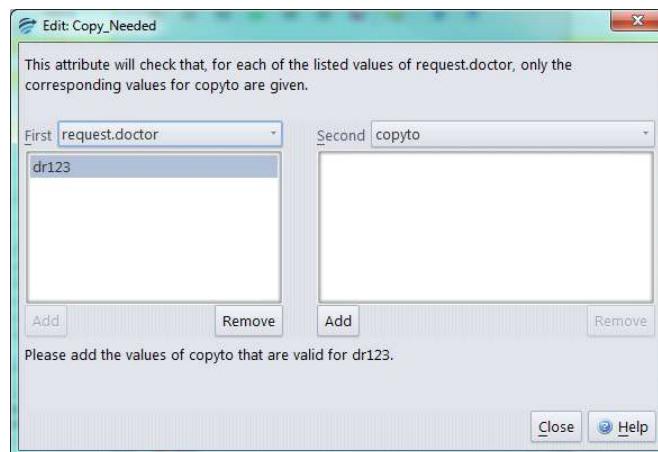 Edit: Copy_Needed
This attribute will check that, for each of the listed values of request.doctor, only the
corresponding values for copyto are given.
First request.doctor Second copyto
dr123
Add Remove Add Remove
Please add the values of copyto that are valid for dr123.
Close Help